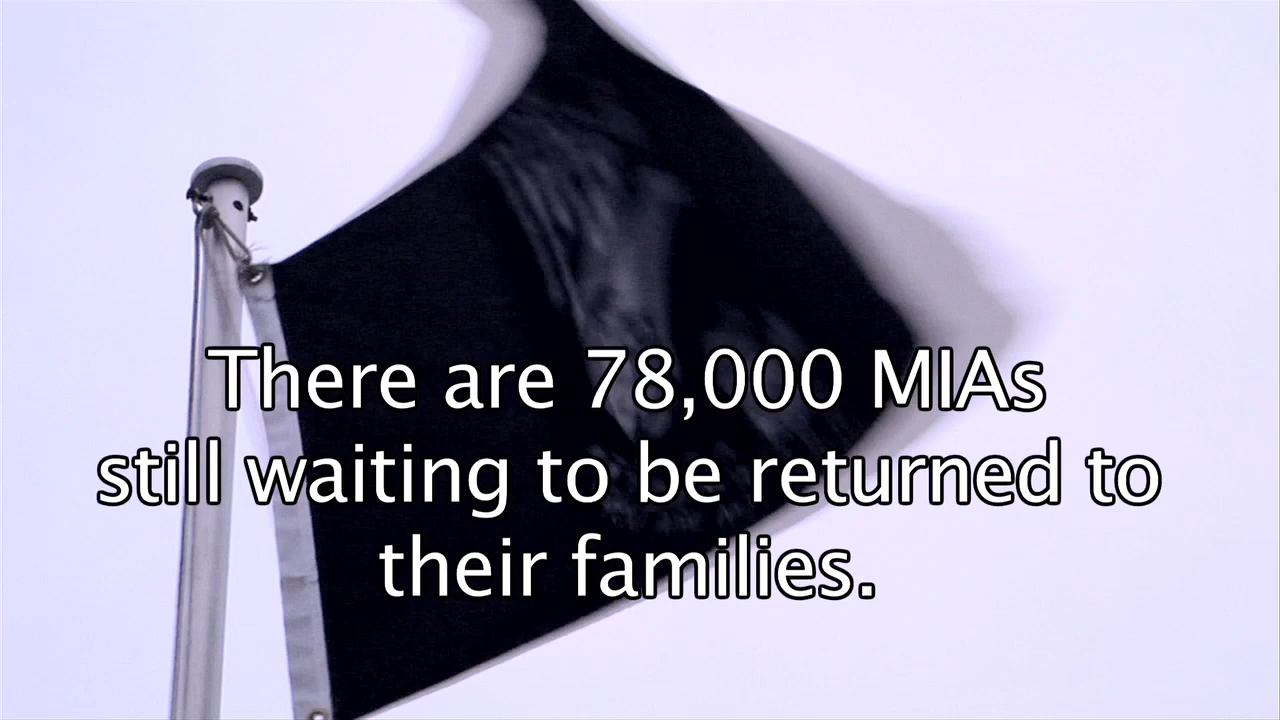 There are 78,000 MIAs
still waiting to be returned to
their families.